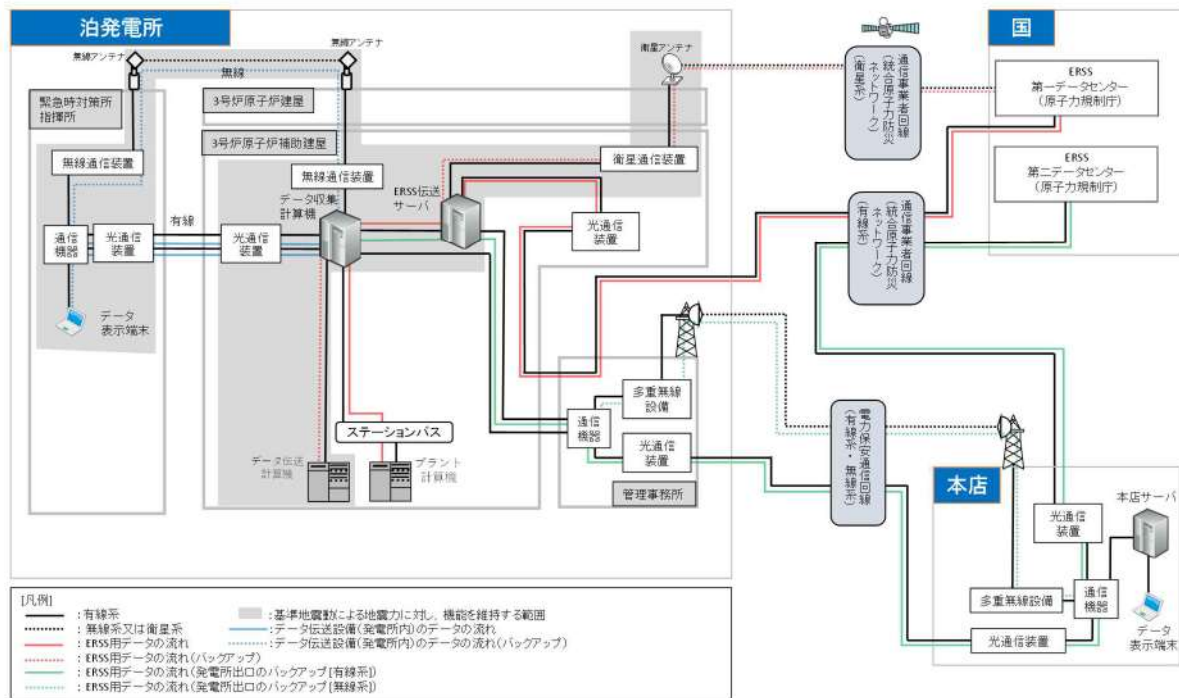 泊発電所
無線アンテナ
無線アンテナ
無線
衛星アンテナ
緊急時対策所
指揮所
3号炉原子炉建屋
3号炉原子炉補助建屋
無線通信装置
無線通信装置
衛星通信装置
データ収集
計算機
ERSS伝送
サーバ
有線
通信
機器
光通信
装置
光通信
装置
光通信
装置
データ
表示端末
ステーションバス
データ伝送
計算機
プラント
計算機
多重無線
設備
通信
機器
光通信
装置
管理事務所
通信事業者回線
(統合原子力防災
ネットワーク)
(衛星系)
通信事業者回線
(統合原子力防災
ネットワーク)
(有線系)
電力保安通信回線
(有線系・無線系)
国
ERSS
第一データセンター
(原子力規制庁)
ERSS
第二データセンター
(原子力規制庁)
本店
本店サーバ
光通信
装置
多重無線設備
通信
機器
光通信装置
データ
表示端末
[凡例]
:有線系
:無線系又は衛星系
:ERSS用データの流れ
:ERSS用データの流れ(バックアップ)
:ERSS用データの流れ(発電所出口のバックアップ[有線系])
:ERSS用データの流れ(発電所出口のバックアップ[無線系])
:基準地震動による地震力に対し、機能を維持する範囲
:データ伝送設備(発電所内)のデータの流れ
:データ伝送設備(発電所内)のデータの流れ(バックアップ)